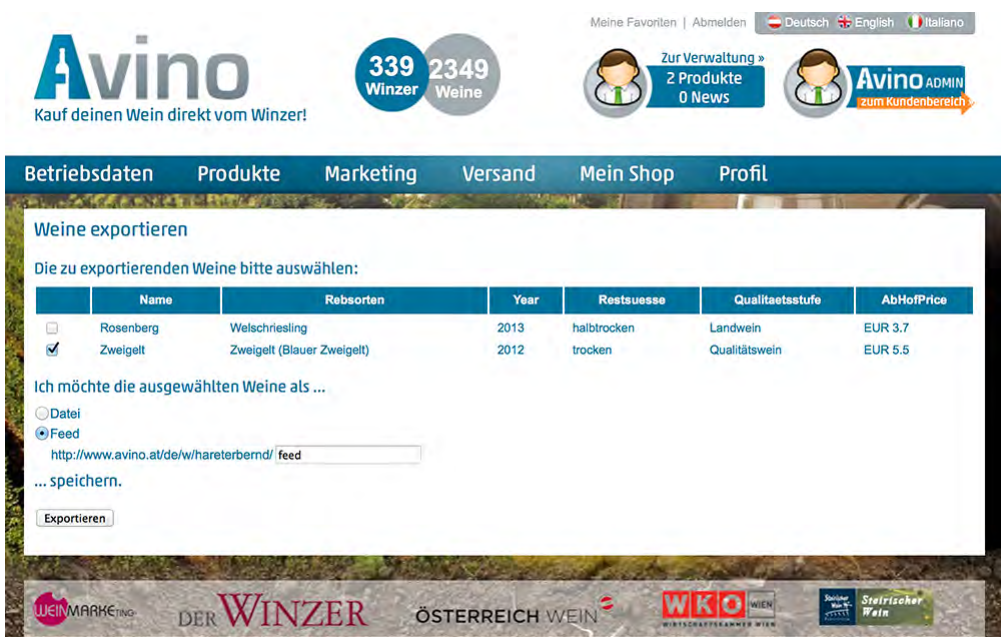 Meine Favoriten | Abmelden Deutsch English Italiano
Avino
Kauf deinen Wein direkt vom Winzer!
339
Winzer
2349
Weine
Zur Verwaltung »
2 Produkte
0 News
Avino ADMIN
zum Kundenbereich »
Betriebsdaten Produkte Marketing Versand Mein Shop Profil
Weine exportieren
Die zu exportierenden Weine bitte auswählen:
Name Rebsorten Year Restsuesse Qualitaetsstufe AbHofPrice
Rosenberg Welschriesling 2013 halbtrocken Landwein EUR 3.7
Zweigelt Zweigelt (Blauer Zweigelt) 2012 trocken Qualitätswein EUR 5.5
Ich möchte die ausgewählten Weine als ...
Datei
Feed
http://www.avino.at/de/w/hareterbernd/ feed
... speichern.
Exportieren
WEINMARKETING
DER WINZER
ÖSTERREICH WEIN
WKO WIEN
WIRTSCHAFTSKAMMER WIEN
Steirischer
Wein